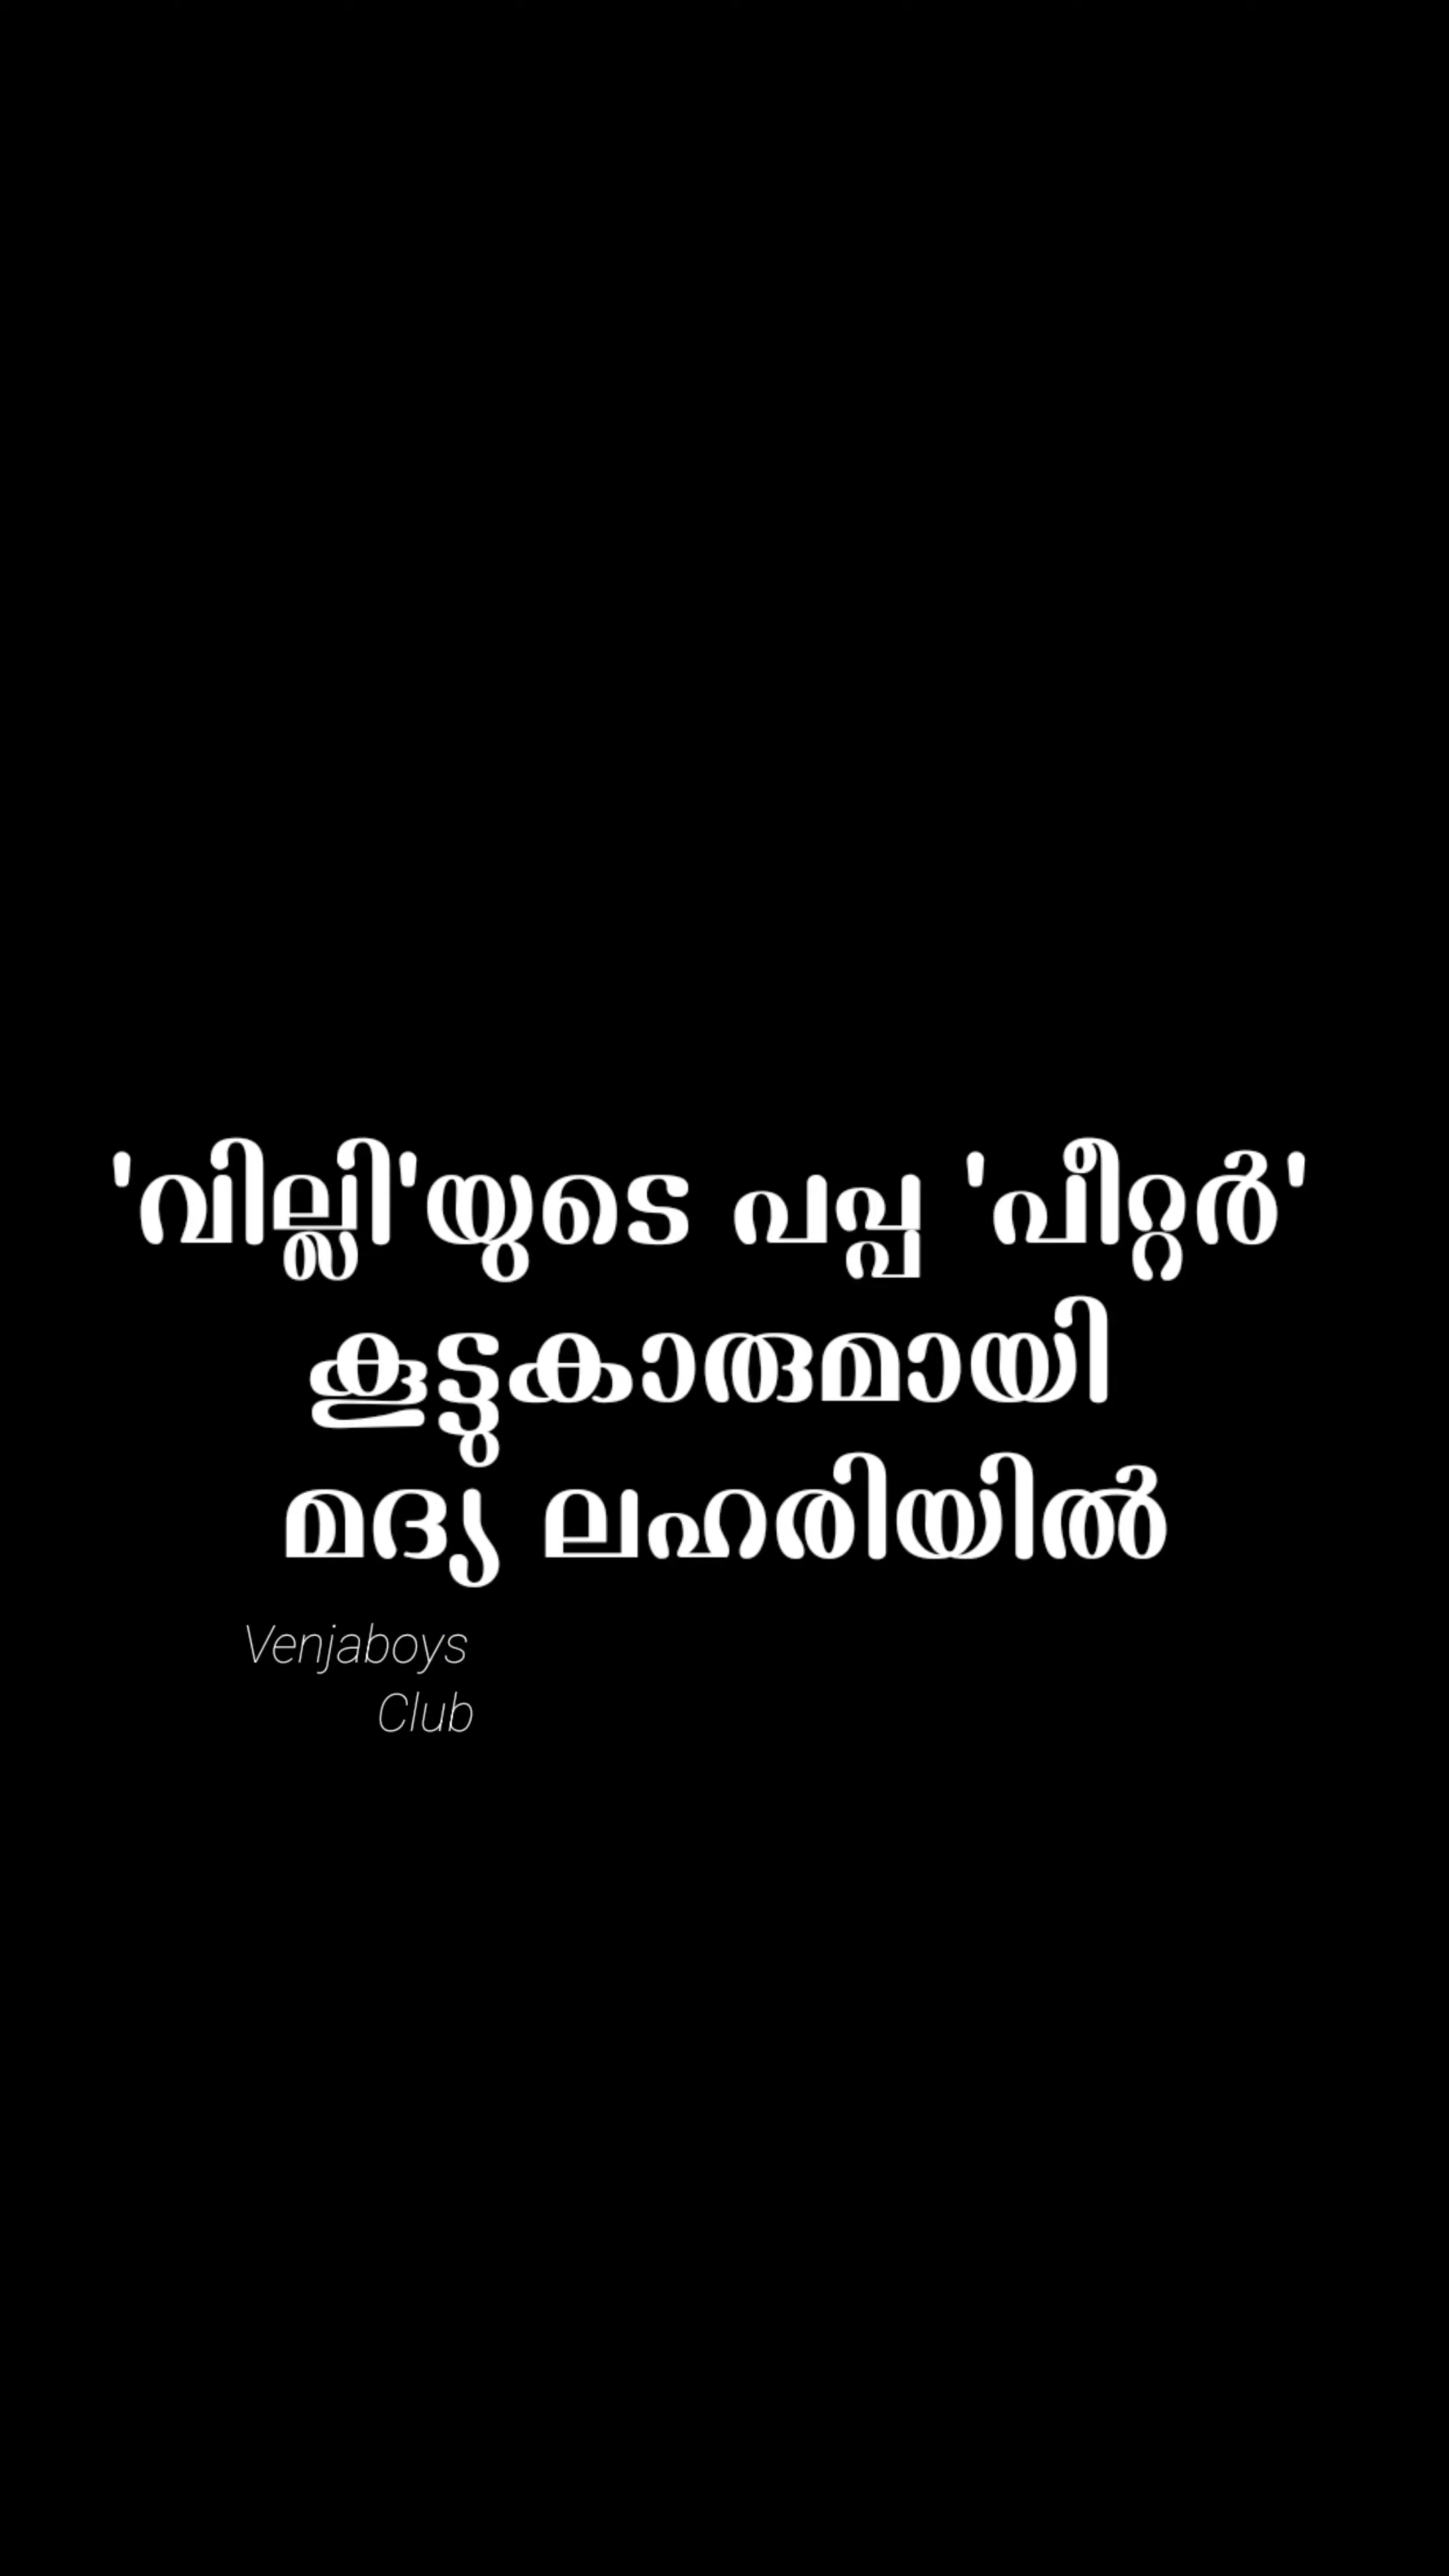 'വില്ലി'യുടെ പപ്പ 'പീറ്റർ'
കൂട്ടുകാരുമായി
മദ്യ ലഹരിയിൽ
Venjaboys
Club